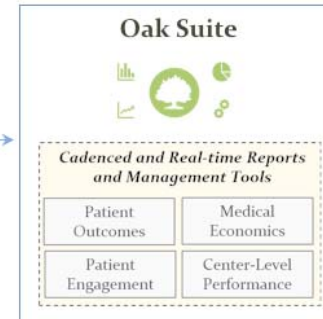 Oak Suite
Cadenced and Real-time Reports
and Management Tools
Patient
Outcomes
Medical
Economics
Patient
Engagement
Center-Level
Performance